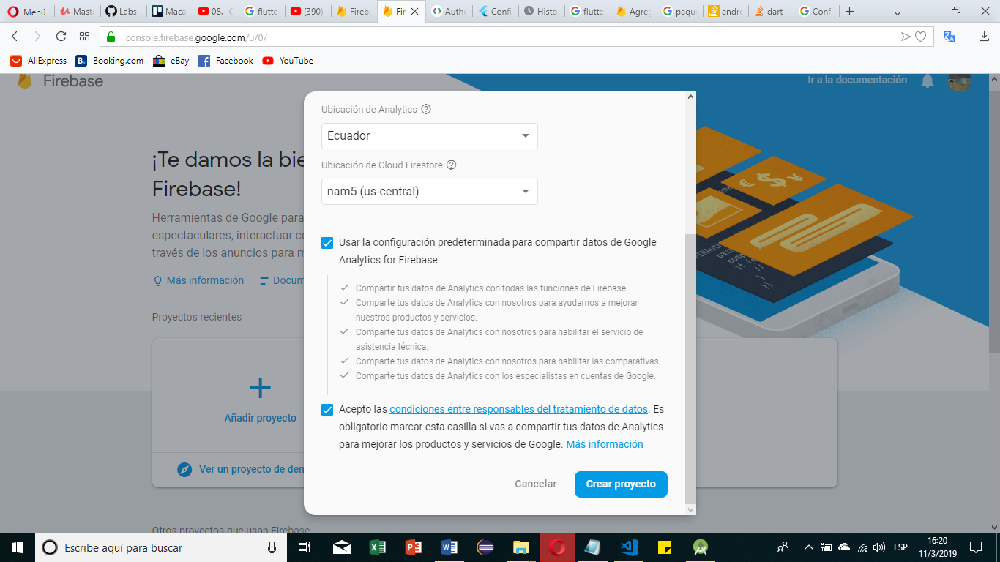 Menú
Maste
Labs-
Maca
08.- C
flutte
(390)
Fireba
Fir
Authe
Confi
Histo
flutte
Agreg
paqu
andro
dart -
Confi
console.firebase.google.com/u/0/
AliExpress
Booking.com
eBay
Facebook
YouTube
Firebase
Ir a la documentación
¡Te damos la bie
Firebase!
Herramientas de Google para
espectaculares, interactuar co
través de los anuncios para m
Más información
Docum
Proyectos recientes
Añadir proyecto
Ver un proyecto de den
Otros proyectos que usan Firebase
Ubicación de Analytics
Ecuador
Ubicación de Cloud Firestore
nam5 (us-central)
Usar la configuración predeterminada para compartir datos de Google
Analytics for Firebase
Compartir tus datos de Analytics con todas las funciones de Firebase
Comparte tus datos de Analytics con nosotros para ayudarnos a mejorar
nuestros productos y servicios.
Comparte tus datos de Analytics con nosotros para habilitar el servicio de
asistencia técnica.
Comparte tus datos de Analytics con nosotros para habilitar las comparativas.
Comparte tus datos de Analytics con los especialistas en cuentas de Google.
Acepto las condiciones entre responsables del tratamiento de datos. Es
obligatorio marcar esta casilla si vas a compartir tus datos de Analytics
para mejorar los productos y servicios de Google. Más información
Cancelar
Crear proyecto
Escribe aquí para buscar
ESP
16:20
11/3/2019